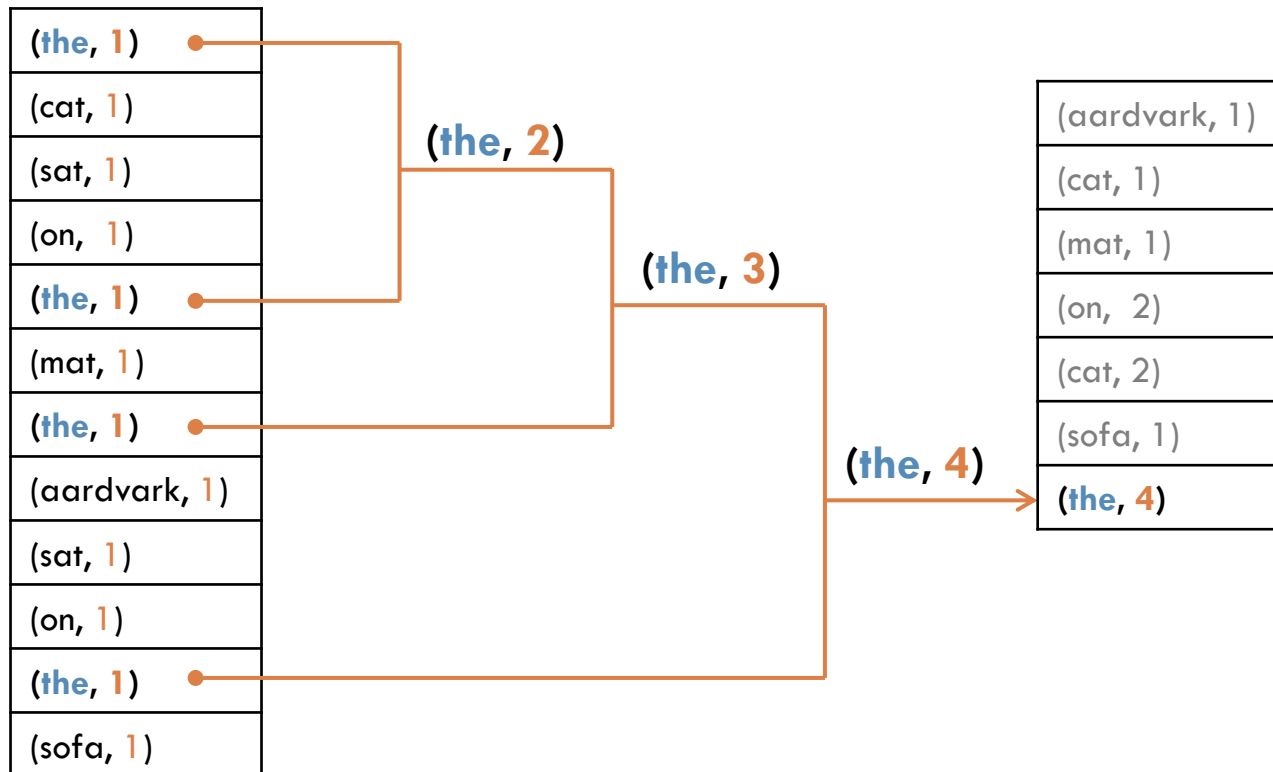 (the, 1)
(cat, 1)
(sat, 1)
(on, 1)
(the, 1)
(mat, 1)
(the, 1)
(aardvark, 1)
(sat, 1)
(on, 1)
(the, 1)
(sofa, 1)
(the, 2)
(the, 3)
(the, 4)
(aardvark, 1)
(cat, 1)
(mat, 1)
(on, 2)
(cat, 2)
(sofa, 1)
(the, 4)